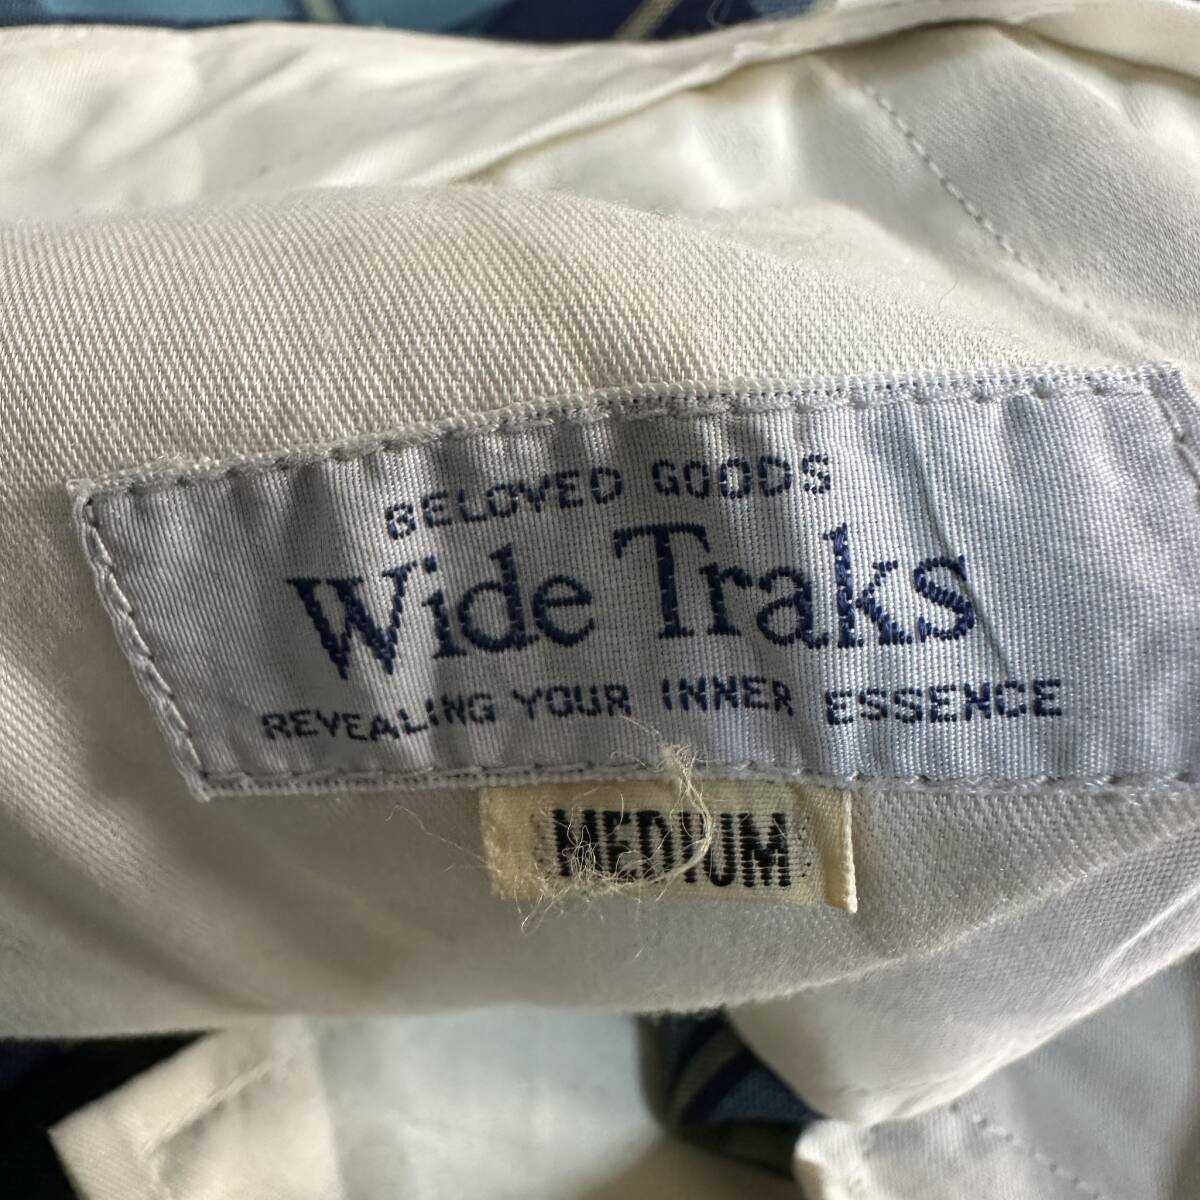 BELOVED GOODS
Wide Traks
REVEALING YOUR INNER ESSENCE
MEDIUM